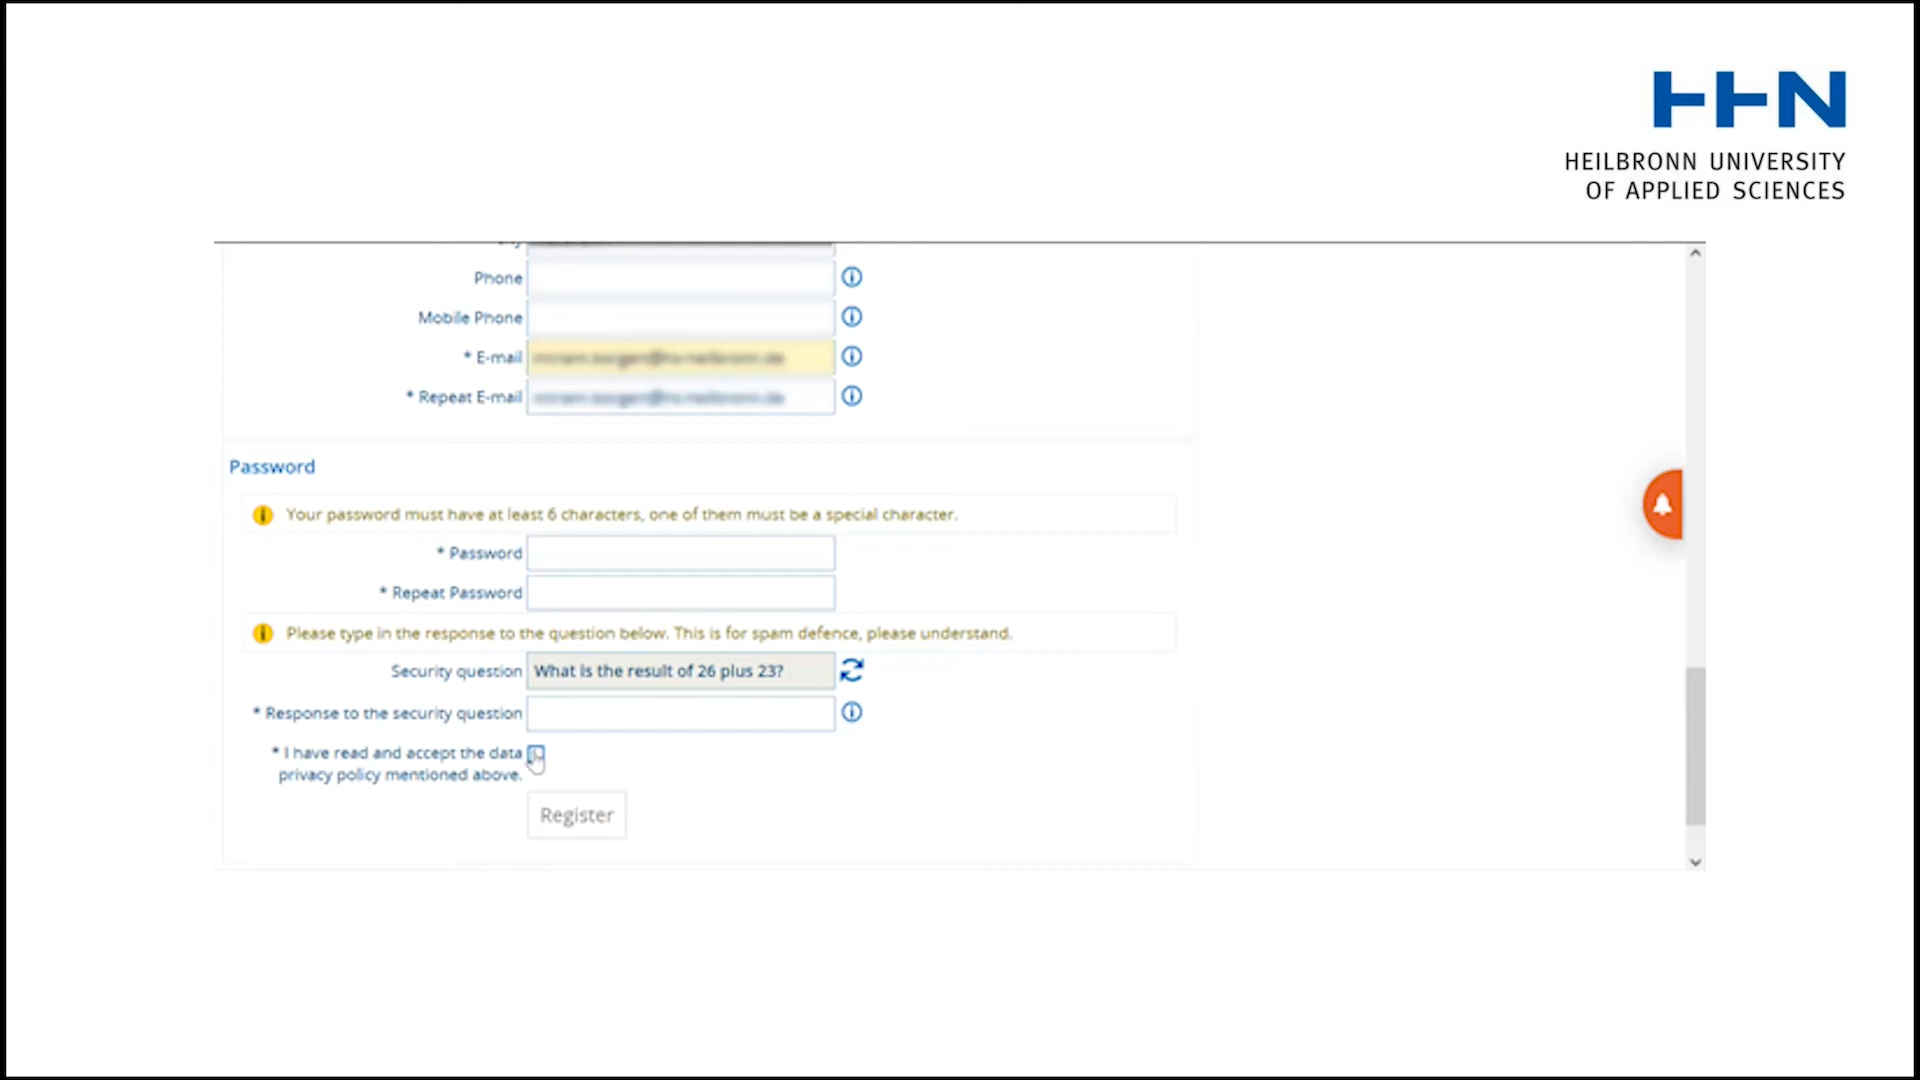 HHN
HEILBRONN UNIVERSITY
OF APPLIED SCIENCES
Phone
Mobile Phone
* E-mail
* Repeat E-mail
Password
Your password must have at least 6 characters, one of them must be a special character.
* Password
* Repeat Password
Please type in the response to the question below. This is for spam defence, please understand.
Security question What is the result of 26 plus 23?
* Response to the security question
* I have read and accept the data
privacy policy mentioned above.
Register